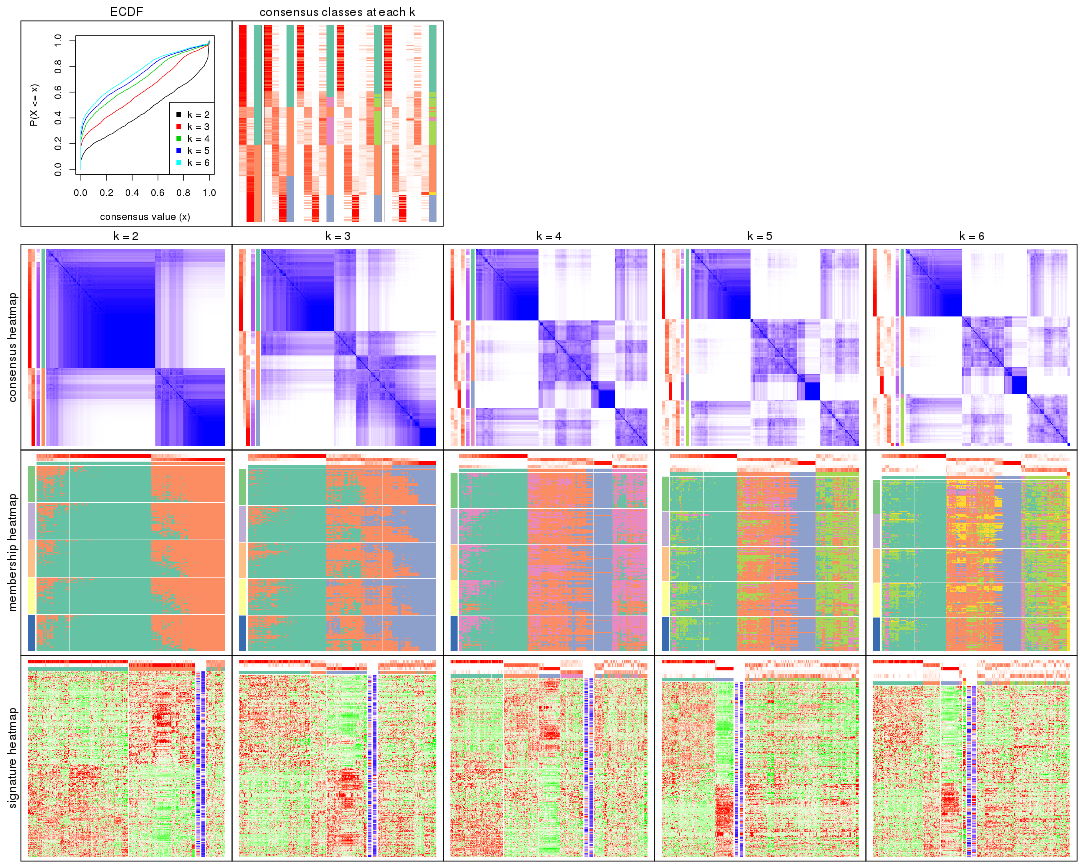 ECDF
consensus classes at each k
P(X <= x)
1.0
0.8
0.6
0.4
0.2
0.0
k = 2
k = 3
k = 4
k = 5
k = 6
0.0 0.2 0.4 0.6 0.8 1.0
consensus value (x)
k = 2
k = 3
k = 4
k = 5
k = 6
consensus heatmap
membership heatmap
signature heatmap